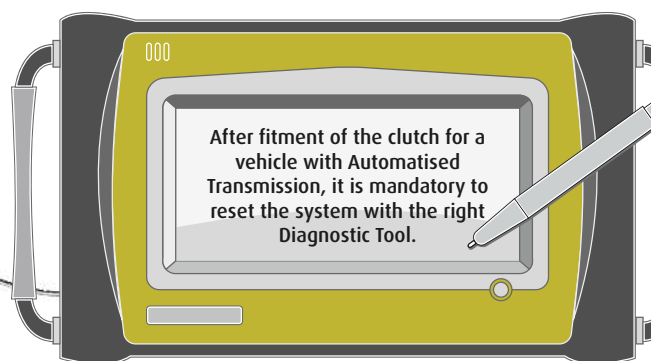 After fitment of the clutch for a
vehicle with Automatised
Transmission, it is mandatory to
reset the system with the right
Diagnostic Tool.